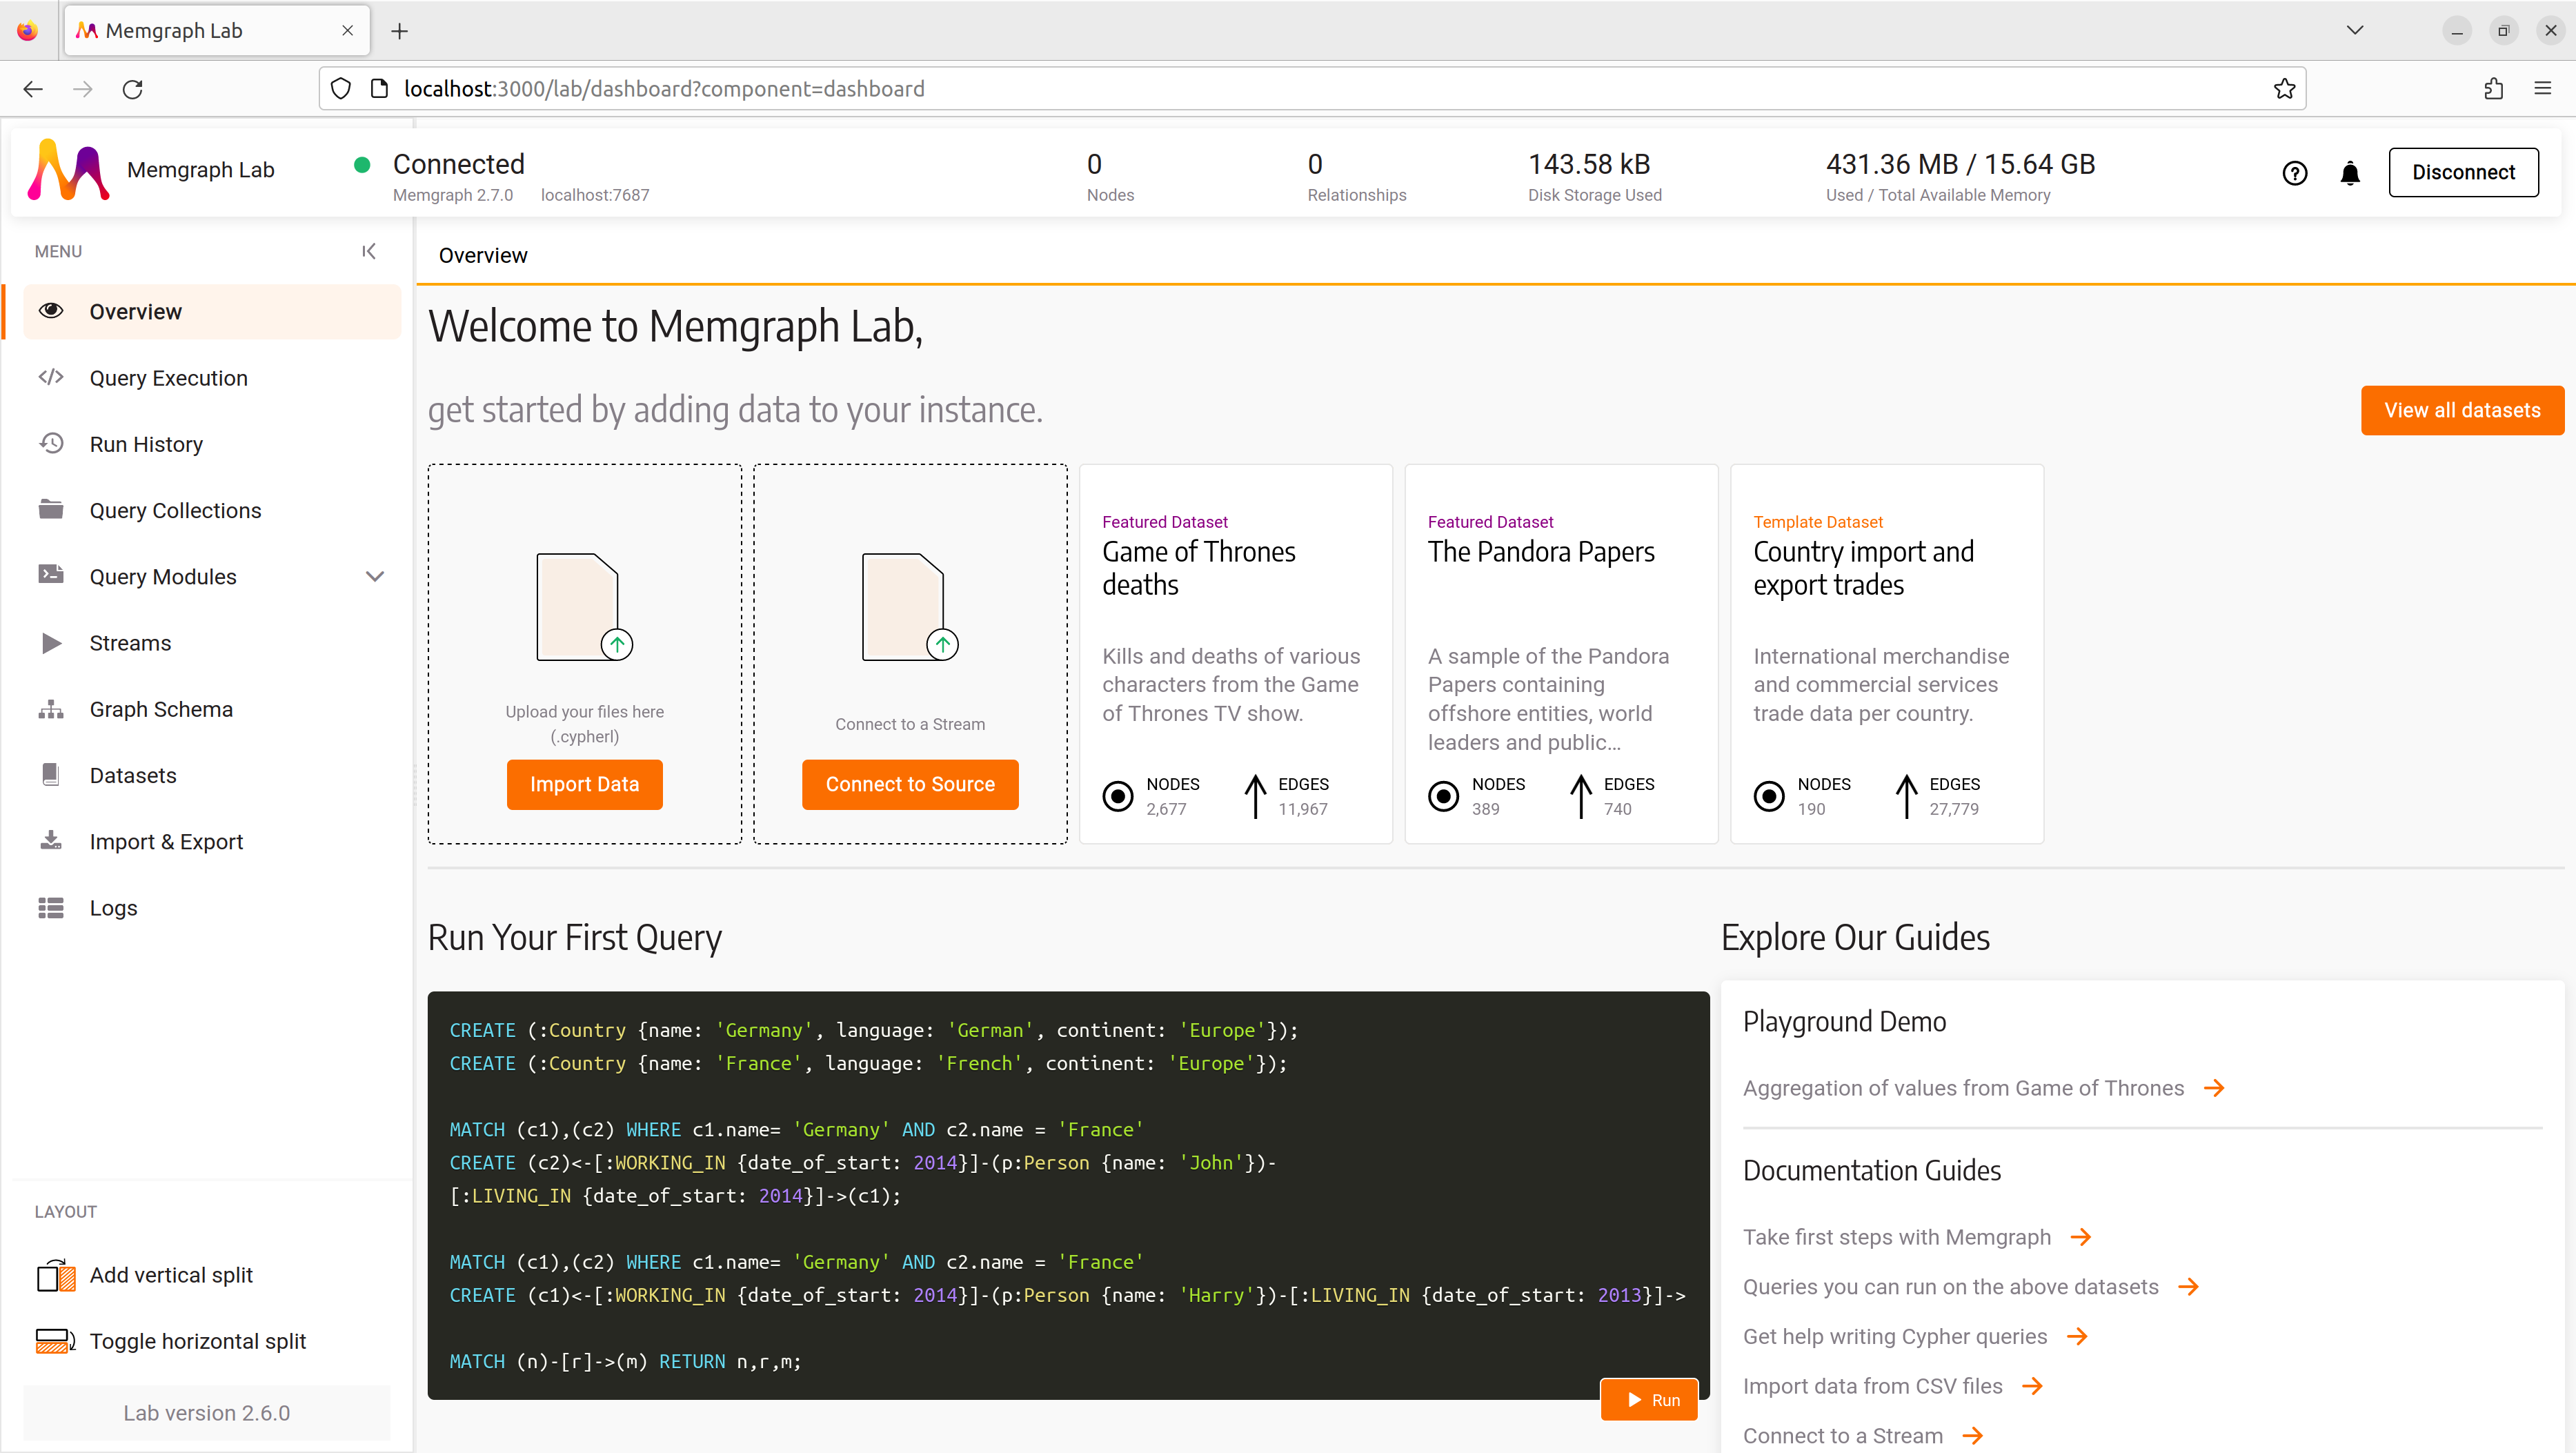 Memgraph Lab
localhost:3000/lab/dashboard?component=dashboard
Memgraph Lab
Connected
Memgraph 2.7.0 localhost:7687
0
Nodes
0
Relationships
143.58 kB
Disk Storage Used
431.36 MB / 15.64 GB
Used / Total Available Memory
Disconnect
MENU
Overview
Query Execution
Run History
Query Collections
Query Modules
Streams
Graph Schema
Datasets
Import & Export
Logs
LAYOUT
Add vertical split
Toggle horizontal split
Lab version 2.6.0
Overview
Welcome to Memgraph Lab,
get started by adding data to your instance.
View all datasets
Upload your files here
(.cypherl)
Import Data
Connect to a Stream
Connect to Source
Featured Dataset
Game of Thrones
deaths
Kills and deaths of various
characters from the Game
of Thrones TV show.
NODES
2,677
EDGES
11,967
Featured Dataset
The Pandora Papers
A sample of the Pandora
Papers containing
offshore entities, world
leaders and public...
NODES
389
EDGES
740
Template Dataset
Country import and
export trades
International merchandise
and commercial services
trade data per country.
NODES
190
EDGES
27,779
Run Your First Query
CREATE (:Country {name: 'Germany', language: 'German', continent: 'Europe'});
CREATE (:Country {name: 'France', language: 'French', continent: 'Europe'});
MATCH (c1),(c2) WHERE c1.name= 'Germany' AND c2.name = 'France'
CREATE (c2)<-[:WORKING_IN {date_of_start: 2014}]-(p:Person {name: 'John'})-
[:LIVING_IN {date_of_start: 2014}]->(c1);
MATCH (c1),(c2) WHERE c1.name= 'Germany' AND c2.name = 'France'
CREATE (c1)<-[:WORKING_IN {date_of_start: 2014}]-(p:Person {name: 'Harry'})-[:LIVING_IN {date_of_start: 2013}]->
MATCH (n)-[r]->(m) RETURN n,r,m;
Run
Explore Our Guides
Playground Demo
Aggregation of values from Game of Thrones
Documentation Guides
Take first steps with Memgraph
Queries you can run on the above datasets
Get help writing Cypher queries
Import data from CSV files
Connect to a Stream